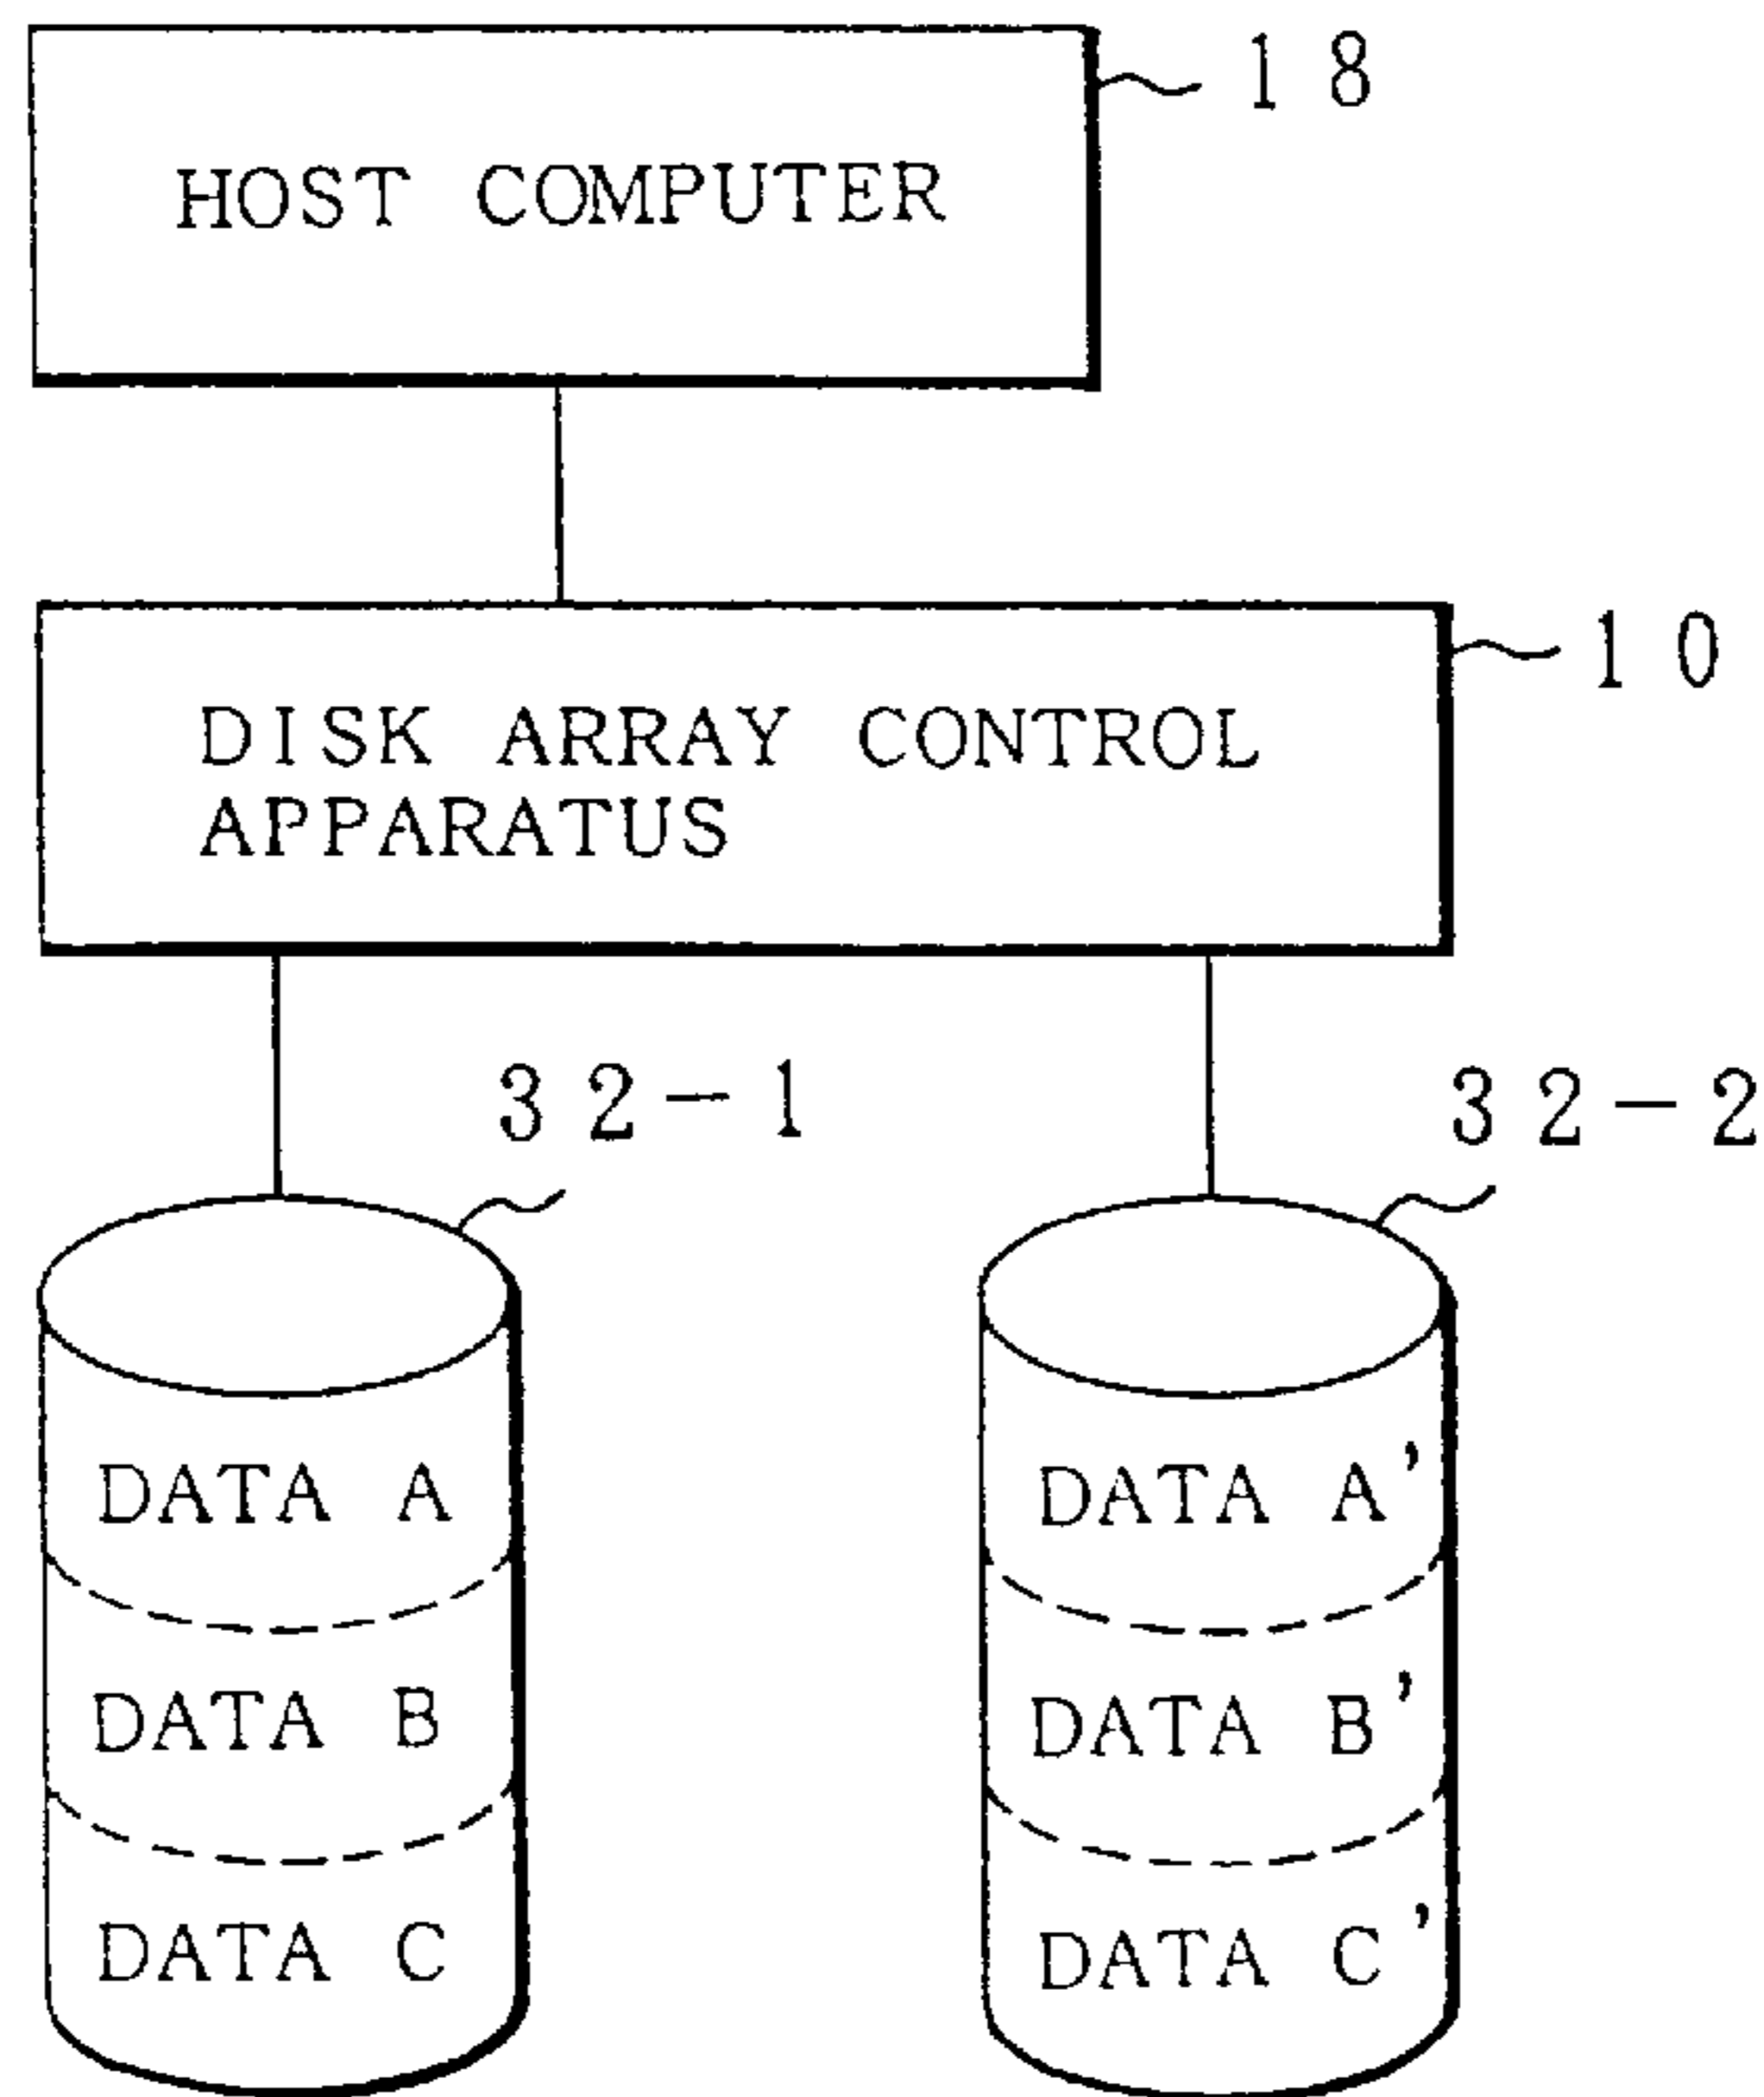 18
HOST COMPUTER
10
DISK ARRAY CONTROL
APPARATUS
32-1
32-2
DATA A
DATA A'
DATA B
DATA B'
DATA C
DATA C'